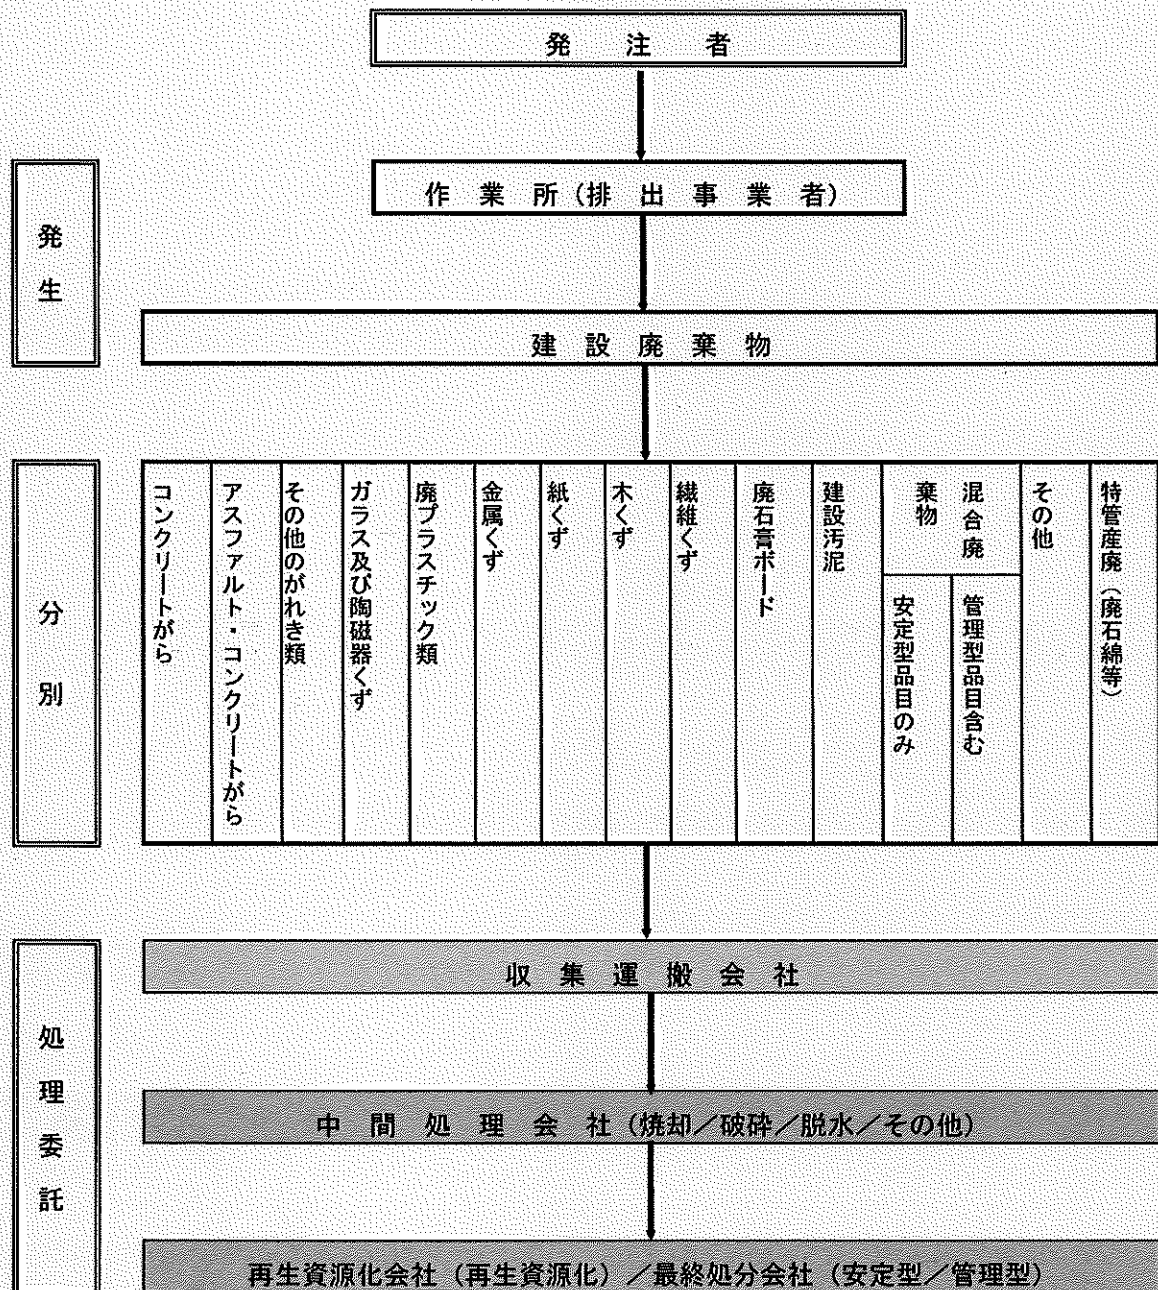 発注者
発生
作業所(排出事業者)
建設廃棄物
分別
コンクリートがら
アスファルト・コンクリートがら
その他のがれき類
ガラス及び陶磁器くず
廃プラスチック類
金属くず
紙くず
木くず
繊維くず
廃石膏ボード
建設汚泥
混合廃
棄物
安定型品目のみ
管理型品目含む
その他
特管産廃(廃石綿等)
処理委託
収集運搬会社
中間処理会社(焼却/破砕/脱水/その他)
再生資源化会社(再生資源化)/最終処分会社(安定型/管理型)